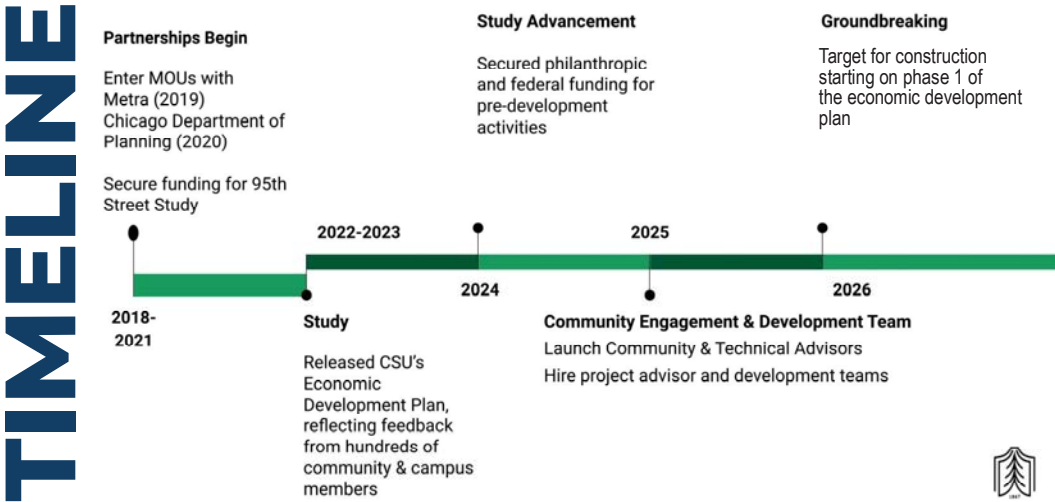 TIMELINE
Partnerships Begin
Enter MOUs with
Metra (2019)
Chicago Department of
Planning (2020)
Secure funding for 95th
Street Study
2018-
2021
2022-2023
Study
Released CSU's
Economic
Development Plan,
reflecting feedback
from hundreds of
community & campus
members
Study Advancement
Secured philanthropic
and federal funding for
pre-development
activities
2024
2025
Community Engagement & Development Team
Launch Community & Technical Advisors
Hire project advisor and development teams
Groundbreaking
Target for construction
starting on phase 1 of
the economic development
plan
2026
1867